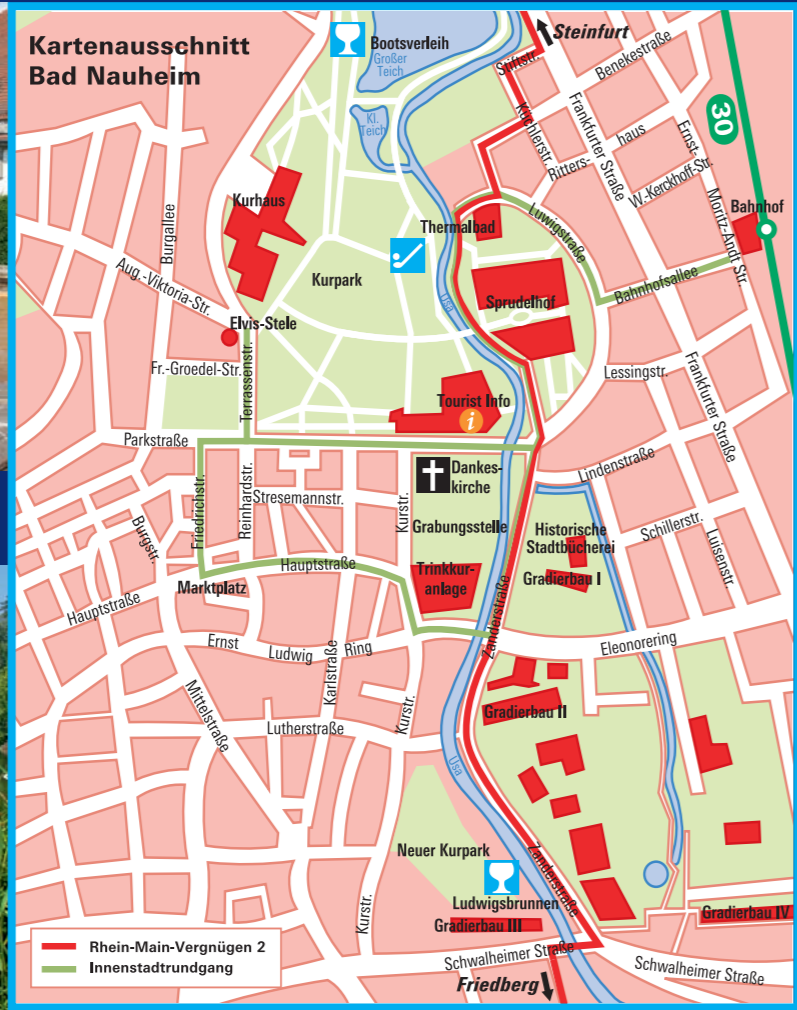 Kartenausschnitt
Bad Nauheim
Bootsverleih
Großer
Teich
Kl.
Teich
Steinfurt
Stiftstr.
Benekestraße
Küchlerstr.
Frankfurter Straße
Ritters-
haus
Ernst-
Moritz-Andt Str.
W.-Kerckhoff-Str.
30
Bahnhof
Burgallee
Kurhaus
Thermalbad
Luwigstraße
Bahnhofsallee
Aug.-Viktoria-Str.
Kurpark
Usa
Sprudelhof
Elvis-Stele
Fr.-Groedel-Str.
Terrassenstr.
Lessingstr.
Frankfurter Straße
Tourist Info
i
Parkstraße
Dankes-
kirche
Lindenstraße
Friedrichstr.
Reinhardstr.
Stresemannstr.
Kurstr.
Grabungsstelle
Historische
Stadtbücherei
Schillerstr.
Luisenstr.
Burgstr.
Hauptstraße
Trinkkur-
anlage
Gradierbau I
Marktplatz
Hauptstraße
Zanderstraße
Ernst
Ludwig
Ring
Eleonorering
Karlstraße
Mittelstraße
Lutherstraße
Kurstr.
Gradierbau II
Usa
Neuer Kurpark
Zanderstraße
Ludwigsbrunnen
Kurstr.
Gradierbau III
Gradierbau IV
Rhein-Main-Vergnügen 2
Innenstadtrundgang
Schwalheimer Straße
Schwalheimer Straße
Friedberg